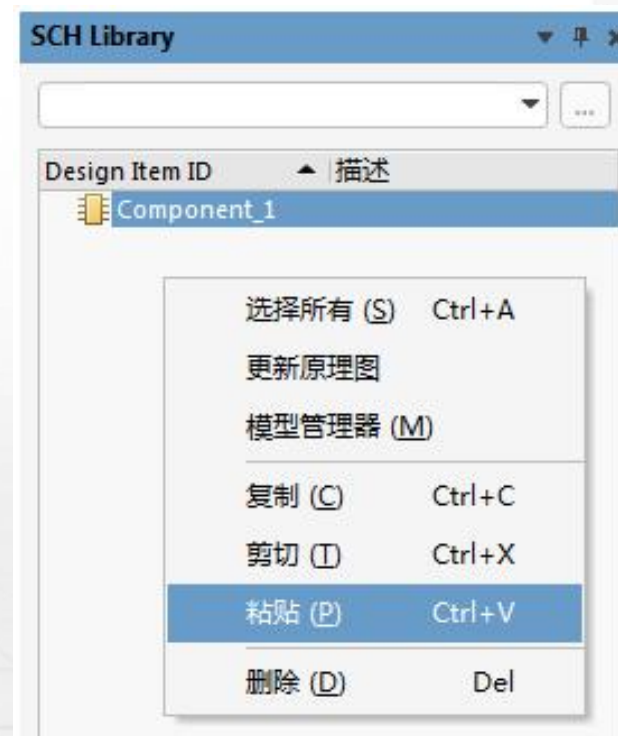 SCH Library
...
Design Item ID 描述
Component_1
选择所有 (S) Ctrl+A
更新原理图
模型管理器 (M)
复制 (C) Ctrl+C
剪切 (T) Ctrl+X
粘贴 (P) Ctrl+V
删除 (D) Del